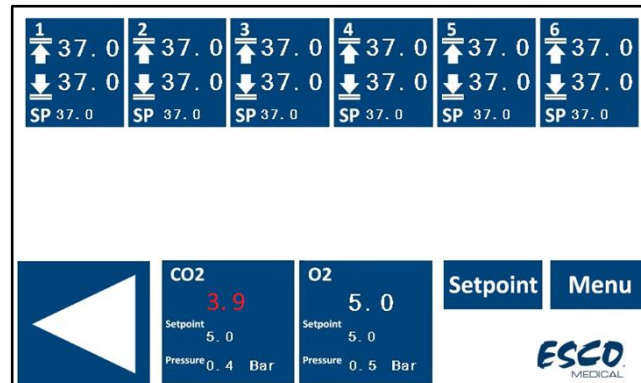 1 2 3 4 5 6
37.0 37.0 37.0 37.0 37.0 37.0
37.0 37.0 37.0 37.0 37.0 37.0
SP 37.0 SP 37.0 SP 37.0 SP 37.0 SP 37.0 SP 37.0
CO2
3.9
Setpoint
5.0
Pressure 0.4 Bar
O2
5.0
Setpoint
5.0
Pressure 0.5 Bar
Setpoint
Menu
ESCO
MEDICAL